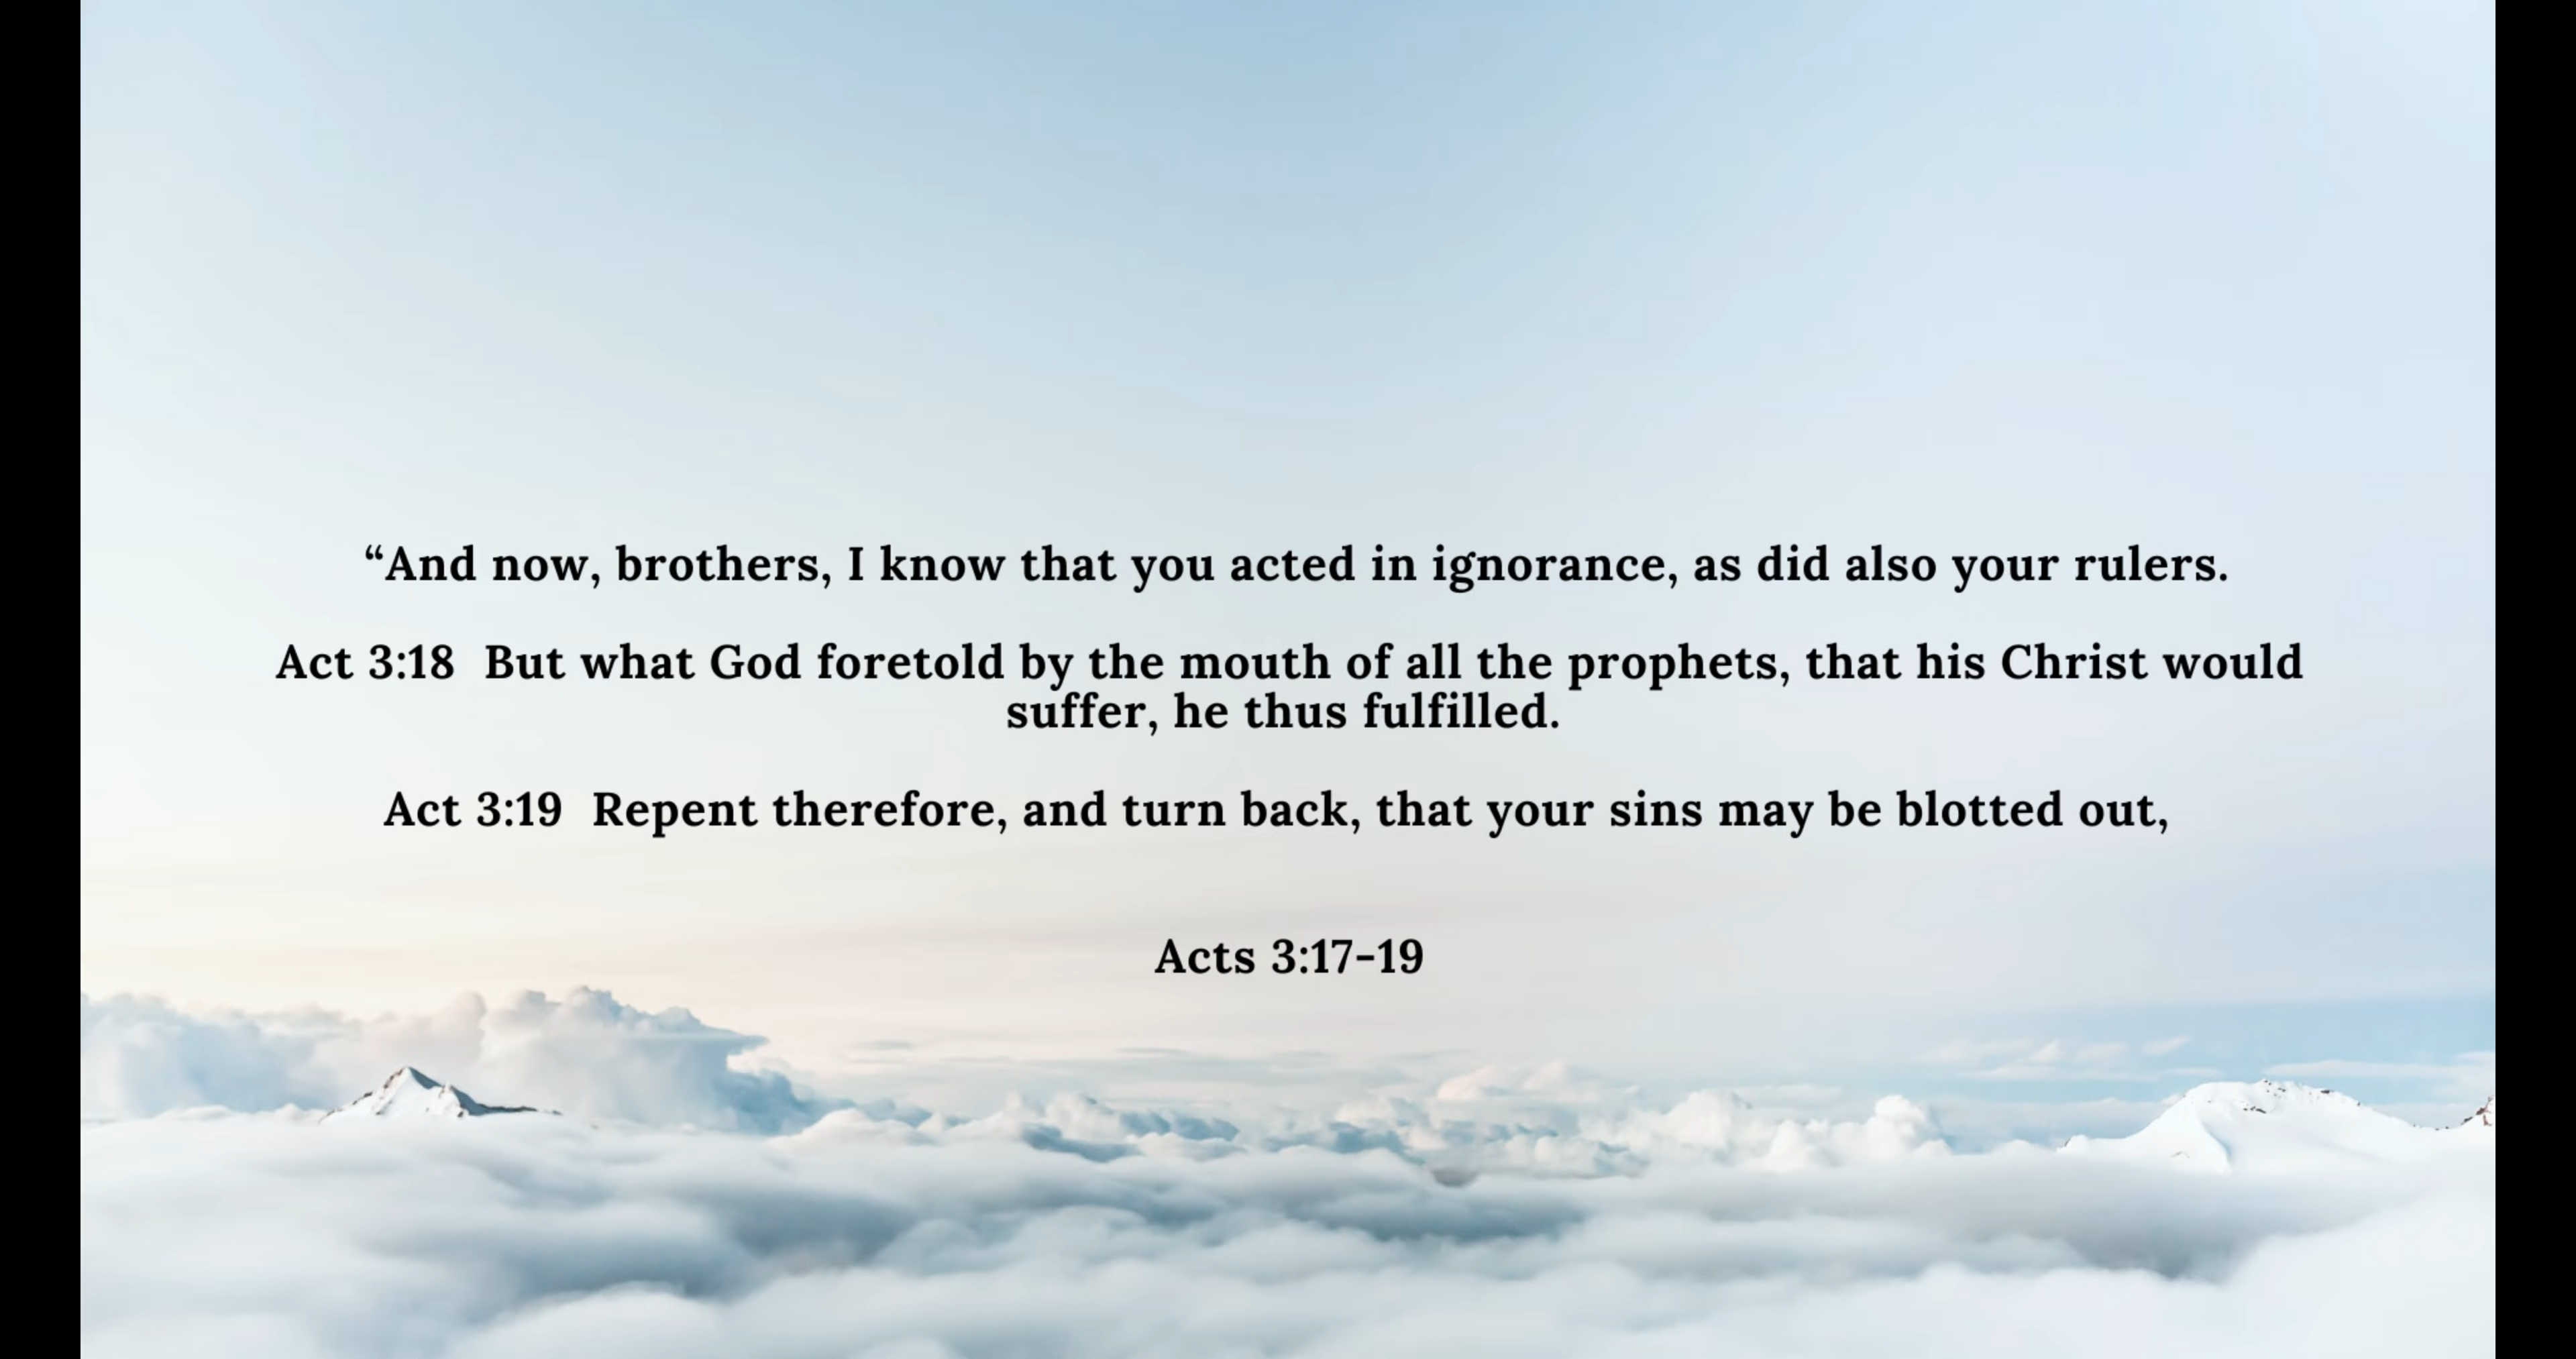 “And now, brothers, I know that you acted in ignorance, as did also your rulers.
Act 3:18  But what God foretold by the mouth of all the prophets, that his Christ would
suffer, he thus fulfilled.
Act 3:19  Repent therefore, and turn back, that your sins may be blotted out,
Acts 3:17-19